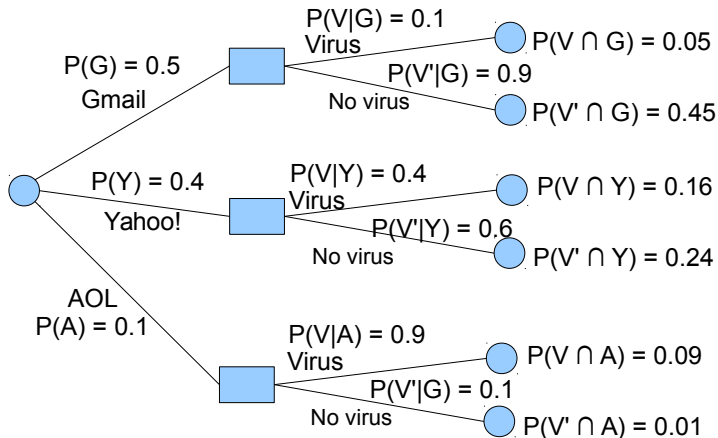 P(V|G) = 0.1
Virus
P(V ∩ G) = 0.05
P(G) = 0.5
Gmail
P(V'|G) = 0.9
No virus
P(V' ∩ G) = 0.45
P(Y) = 0.4
Yahoo!
P(V|Y) = 0.4
Virus
P(V ∩ Y) = 0.16
P(V'|Y) = 0.6
No virus
P(V' ∩ Y) = 0.24
AOL
P(A) = 0.1
P(V|A) = 0.9
Virus
P(V ∩ A) = 0.09
P(V'|G) = 0.1
No virus
P(V' ∩ A) = 0.01